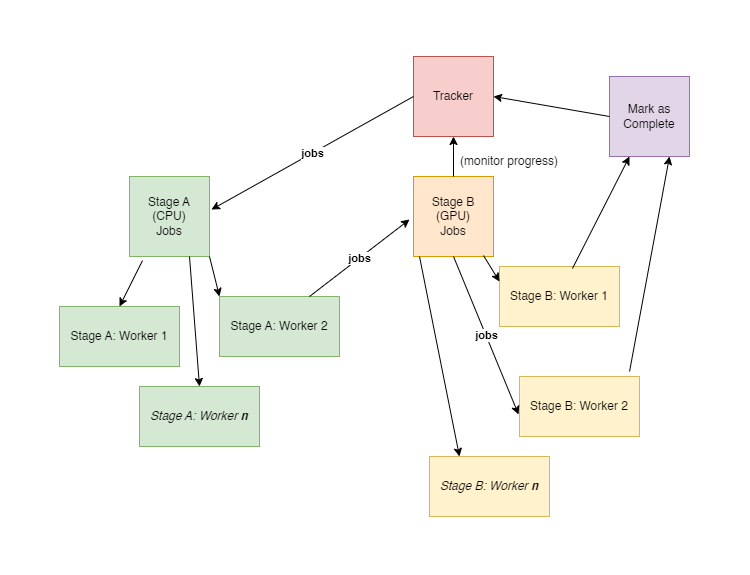 Tracker
Mark as
Complete
jobs
(monitor progress)
Stage A
(CPU)
Jobs
Stage B
(GPU)
Jobs
jobs
Stage B: Worker 1
Stage A: Worker 1
Stage A: Worker 2
jobs
Stage A: Worker n
Stage B: Worker 2
Stage B: Worker n